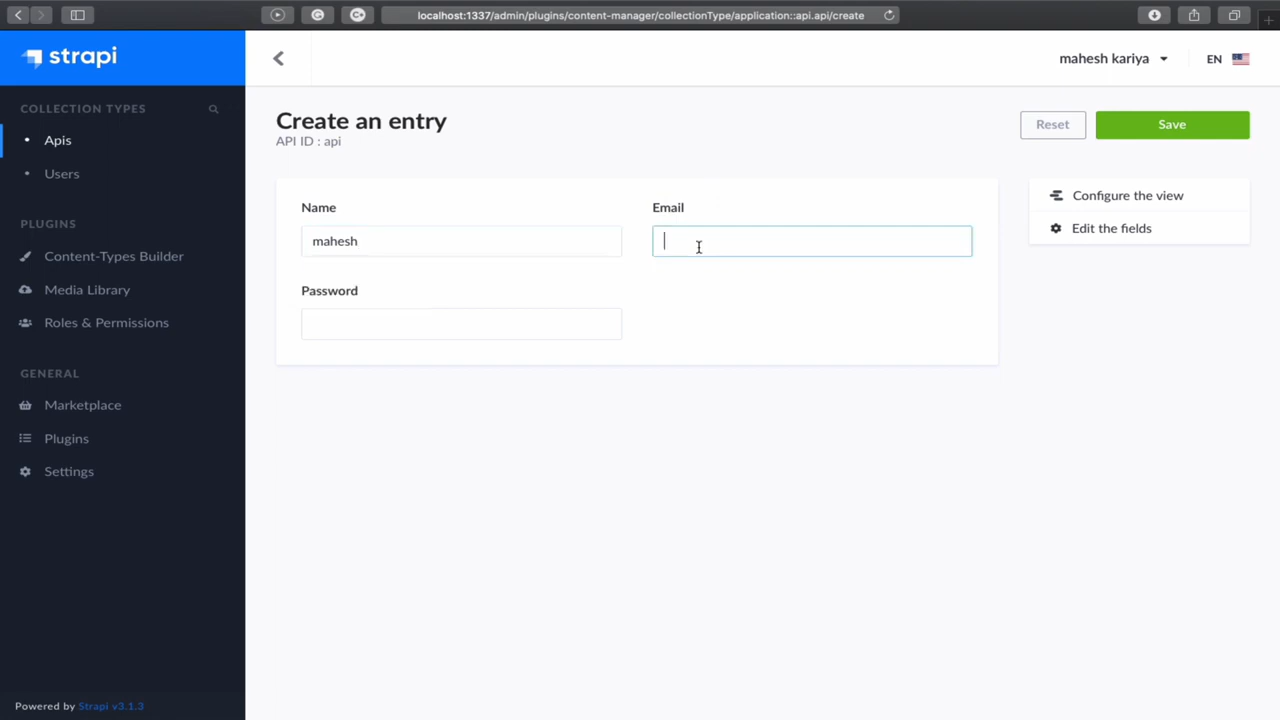 localhost:1337/admin/plugins/content-manager/collectionType/application::api.api/create
strapi
mahesh kariya
EN
COLLECTION TYPES
Apis
Users
PLUGINS
Content-Types Builder
Media Library
Roles & Permissions
GENERAL
Marketplace
Plugins
Settings
Powered by Strapi v3.1.3
Create an entry
API ID : api
Reset
Save
Name
Email
mahesh
Password
Configure the view
Edit the fields